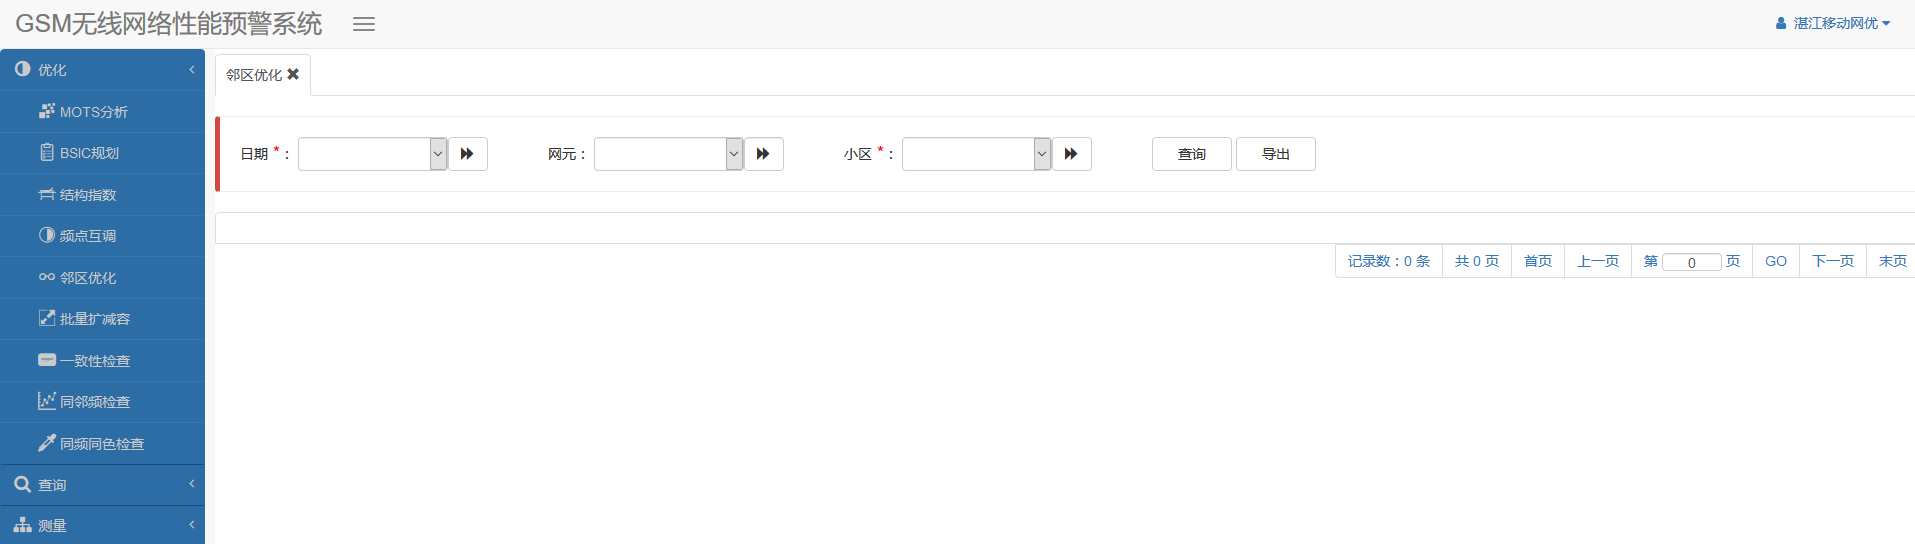 GSM无线网络性能预警系统
湛江移动网优
优化
MOTS分析
BSIC规划
结构指数
频点互调
邻区优化
批量扩减容
一致性检查
同邻频检查
同频同色检查
查询
测量
邻区优化
日期 * : 网元 : 小区 * : 查询 导出
记录数 : 0 条 共 0 页 首页 上一页 第 0 页 GO 下一页 末页